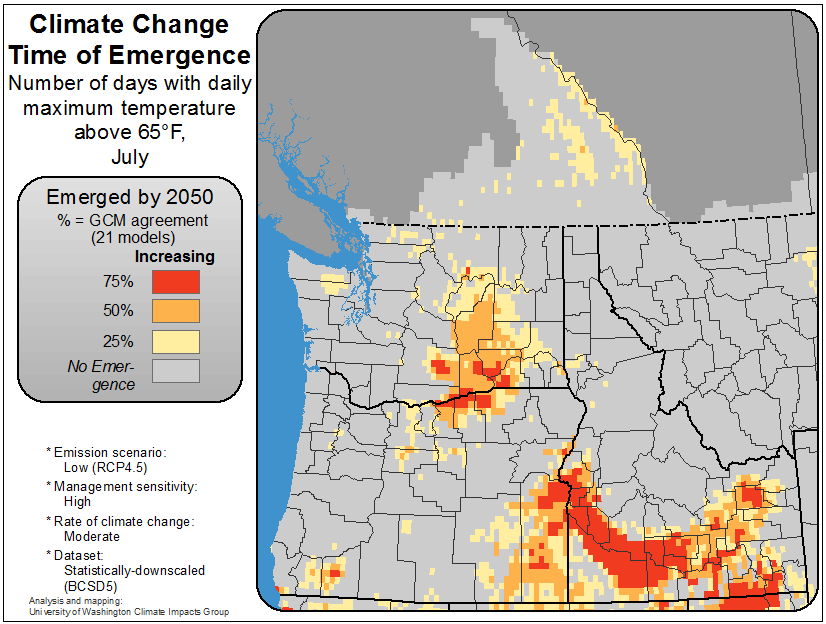 Climate Change
Time of Emergence
Number of days with daily
maximum temperature
above 65°F,
July
Emerged by 2050
% = GCM agreement
(21 models)
Increasing
75%
50%
25%
No Emer-
gence
* Emission scenario:
Low (RCP4.5)
* Management sensitivity:
High
* Rate of climate change:
Moderate
* Dataset:
Statistically-downscaled
(BCSD5)
Analysis and mapping:
University of Washington Climate Impacts Group